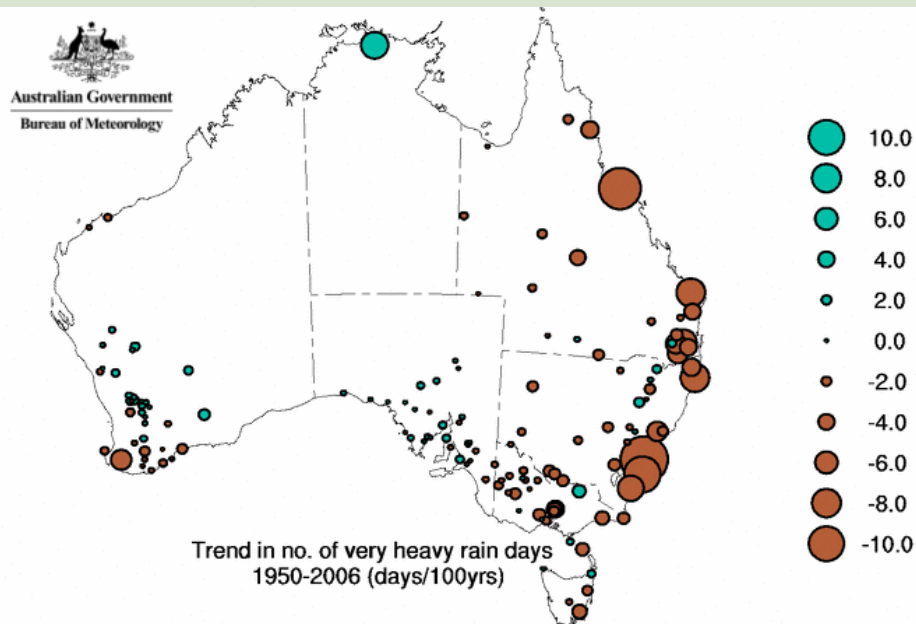 Australian Government
Bureau of Meteorology
10.0
8.0
6.0
4.0
2.0
0.0
-2.0
-4.0
-6.0
-8.0
-10.0
Trend in no. of very heavy rain days
1950-2006 (days/100yrs)